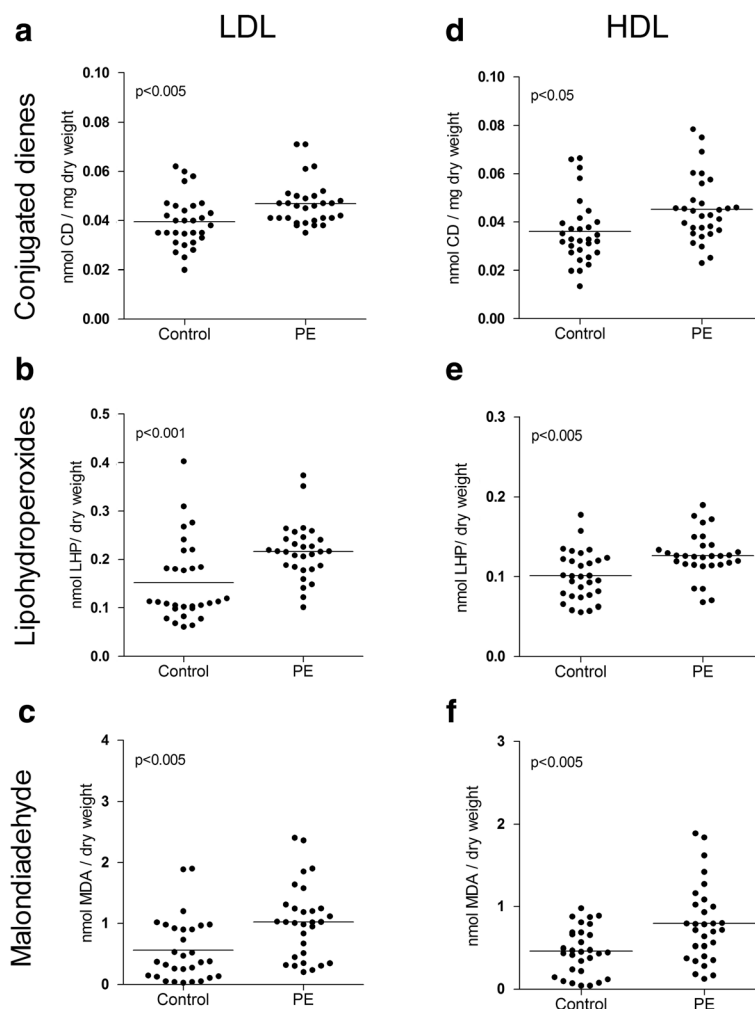 LDL
HDL
Conjugated dienes
a
nmol CD / mg dry weight
0.10
0.08
0.06
0.04
0.02
0.00
p<0.005
Control
PE
d
nmol CD / mg dry weight
0.10
0.08
0.06
0.04
0.02
0.00
p<0.05
Control
PE
Lipohydroperoxides
b
nmol LHP/ dry weight
0.5
0.4
0.3
0.2
0.1
0.0
p<0.001
Control
PE
e
nmol LHP/ dry weight
0.3
0.2
0.1
0.0
p<0.005
Control
PE
Malondiadehyde
c
nmol MDA / dry weight
4
3
2
1
0
p<0.005
Control
PE
f
nmol MDA / dry weight
3
2
1
0
p<0.005
Control
PE